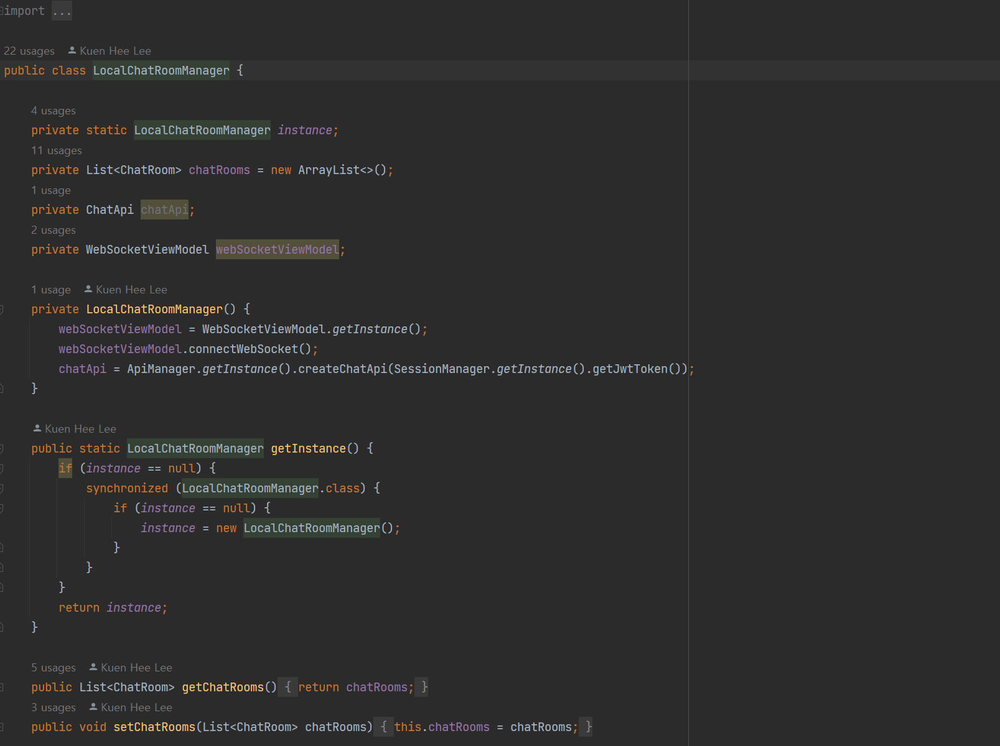 import ...
22 usages Kuen Hee Lee
public class LocalChatRoomManager {
4 usages
private static LocalChatRoomManager instance;
11 usages
private List<ChatRoom> chatRooms = new ArrayList<>();
1 usage
private ChatApi chatApi;
2 usages
private WebSocketViewModel webSocketViewModel;
1 usage Kuen Hee Lee
private LocalChatRoomManager() {
webSocketViewModel = WebSocketViewModel.getInstance();
webSocketViewModel.connectWebSocket();
chatApi = ApiManager.getInstance().createChatApi(SessionManager.getInstance().getJwtToken());
}
Kuen Hee Lee
public static LocalChatRoomManager getInstance() {
if (instance == null) {
synchronized (LocalChatRoomManager.class) {
if (instance == null) {
instance = new LocalChatRoomManager();
}
}
}
return instance;
}
5 usages Kuen Hee Lee
public List<ChatRoom> getChatRooms() { return chatRooms; }
3 usages Kuen Hee Lee
public void setChatRooms(List<ChatRoom> chatRooms) { this.chatRooms = chatRooms; }